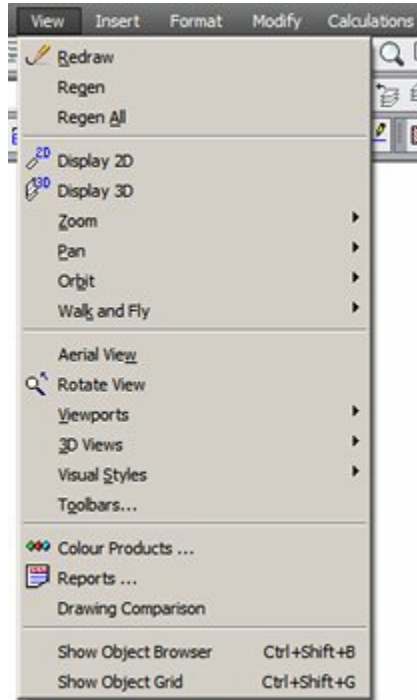 View Insert Format Modify Calculations
Redraw
Regen
Regen All
2D Display 2D
3D Display 3D
Zoom
Pan
Orbit
Walk and Fly
Aerial View
Rotate View
Viewports
3D Views
Visual Styles
Toolbars...
Colour Products ...
Reports ...
Drawing Comparison
Show Object Browser Ctrl+Shift+B
Show Object Grid Ctrl+Shift+G